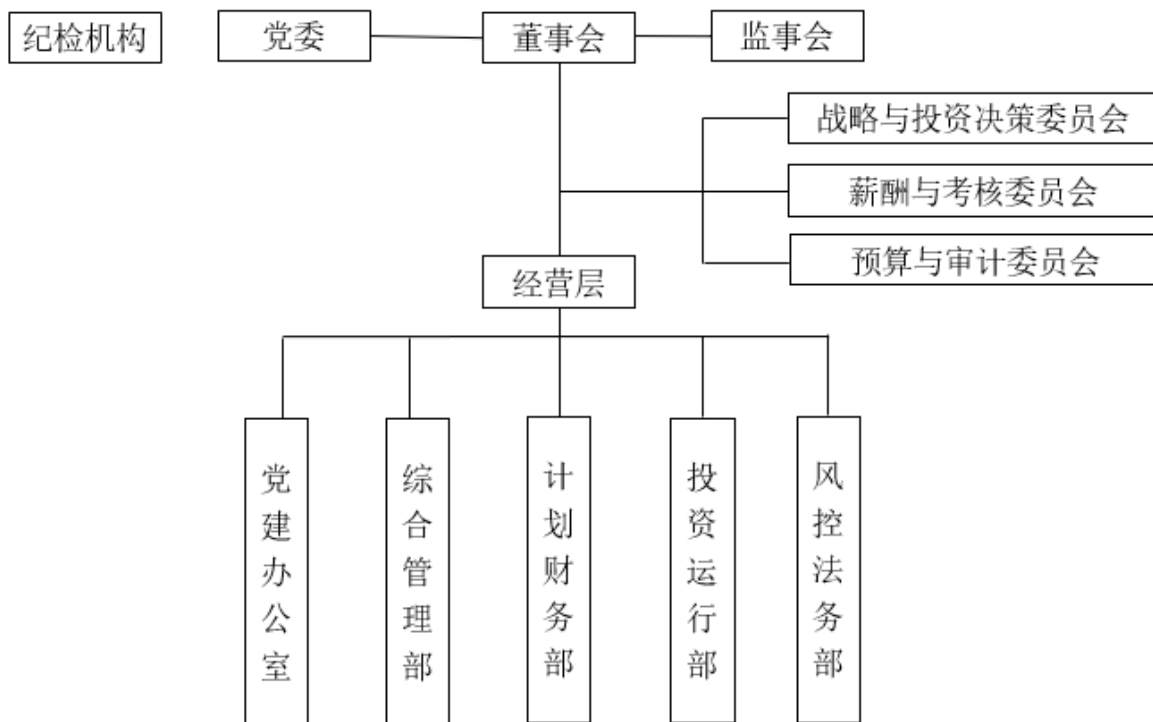 纪检机构
党委
董事会
监事会
战略与投资决策委员会
薪酬与考核委员会
预算与审计委员会
经营层
党建办公室
综合管理部
计划财务部
投资运行部
风控法务部